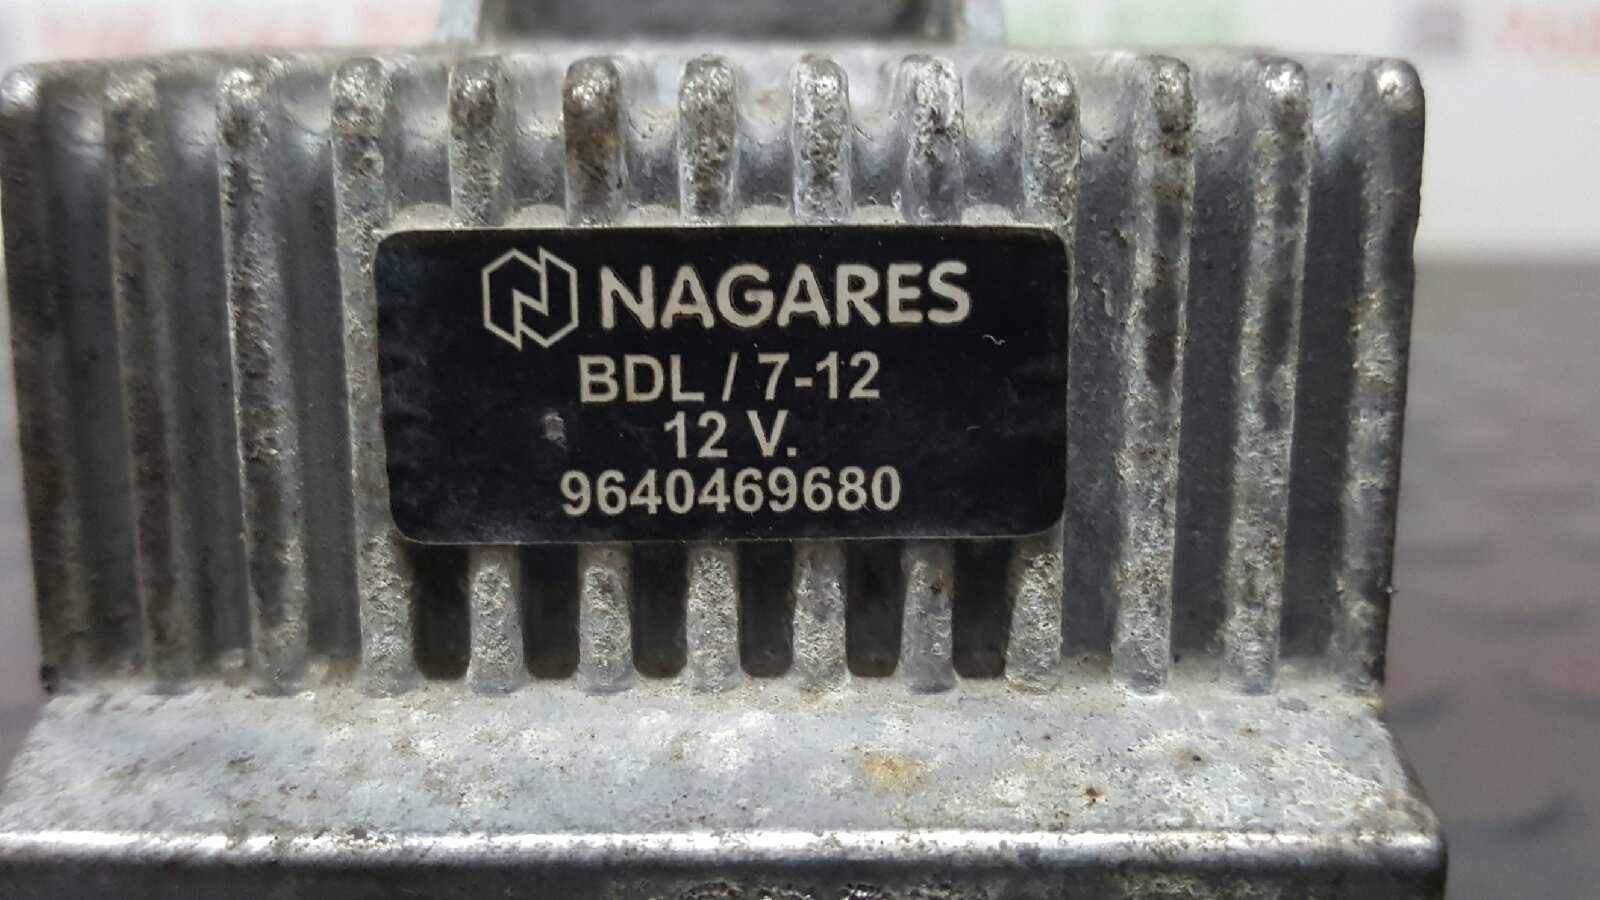 NAGARES
BDL / 7-12
12 V.
9640469680